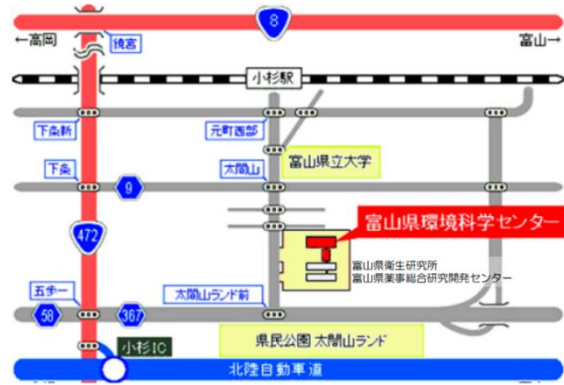 8
←高岡
鏡宮
富山→
小杉駅
下条新
元町西部
富山県立大学
下条
9
太閤山
富山県環境科学センター
472
富山県衛生研究所
富山県薬事総合研究開発センター
五歩一
太閤山ランド前
58
367
県民公園 太閤山ランド
小杉IC
北陸自動車道